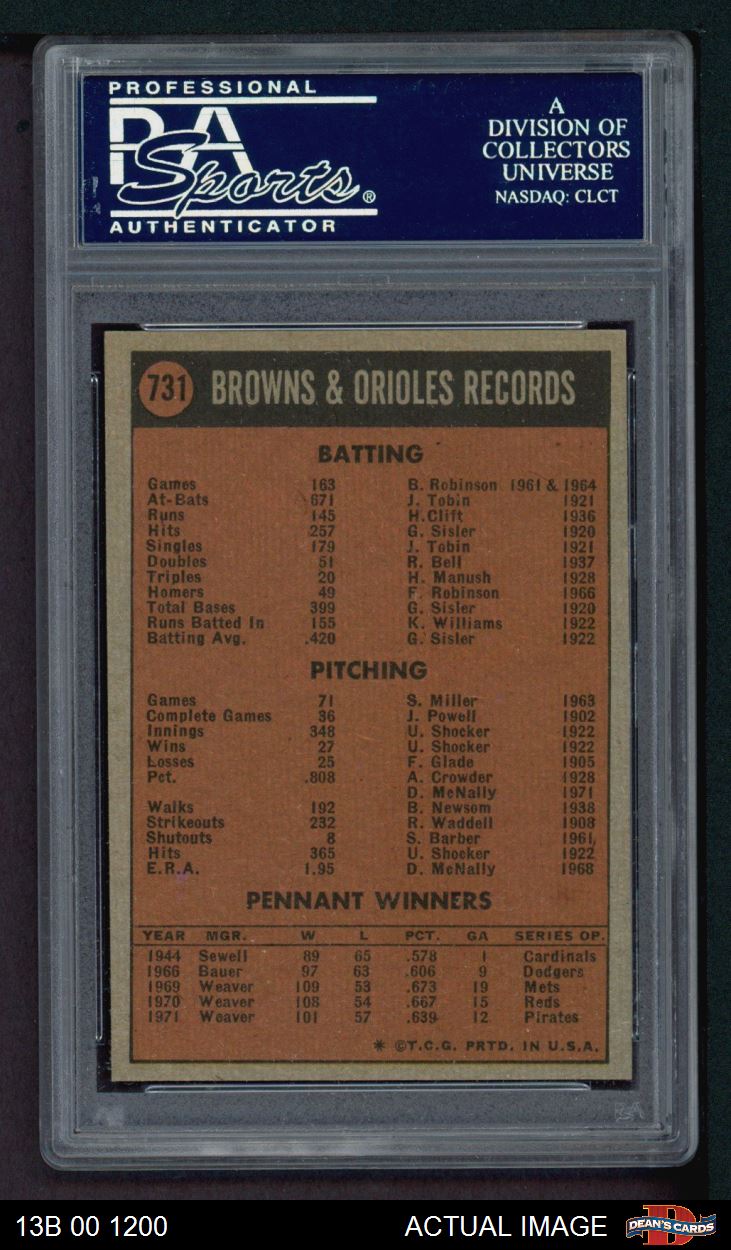 PROFESSIONAL
PSA
Sports®
AUTHENTICATOR
A
DIVISION OF
COLLECTORS
UNIVERSE
NASDAQ: CLCT
731 BROWNS & ORIOLES RECORDS
BATTING
Games 163 B. Robinson 1961 & 1964
At-Bats 671 J. Tobin 1921
Runs 145 H.Clift 1936
Hits 257 G. Sisler 1920
Singles 179 J. Tobin 1921
Doubles 51 R. Bell 1937
Triples 20 H. Manush 1928
Homers 49 F. Robinson 1966
Total Bases 399 G. Sisler 1920
Runs Batted In 155 K. Williams 1922
Batting Avg. .420 G. Sisler 1922
PITCHING
Games 71 S. Miller 1963
Complete Games 36 J. Powell 1902
Innings 348 U. Shocker 1922
Wins 27 U. Shocker 1922
Losses 25 F. Glade 1905
Pct. .808 A. Crowder 1928
D. McNally 1971
Walks 192 B. Newsom 1938
Strikeouts 232 R. Waddell 1908
Shutouts 8 S. Barber 1961
Hits 365 U. Shocker 1922
E.R.A. 1.95 D. McNally 1968
PENNANT WINNERS
YEAR MGR. W L PCT. GA SERIES OP.
1944 Sewell 89 65 .578 1 Cardinals
1966 Bauer 97 63 .606 9 Dodgers
1969 Weaver 109 53 .673 19 Mets
1970 Weaver 108 54 .667 15 Reds
1971 Weaver 101 57 .639 12 Pirates
* ©T.C.G. PRTD. IN U.S.A.
13B 00 1200 ACTUAL IMAGE DEAN'S CARDS